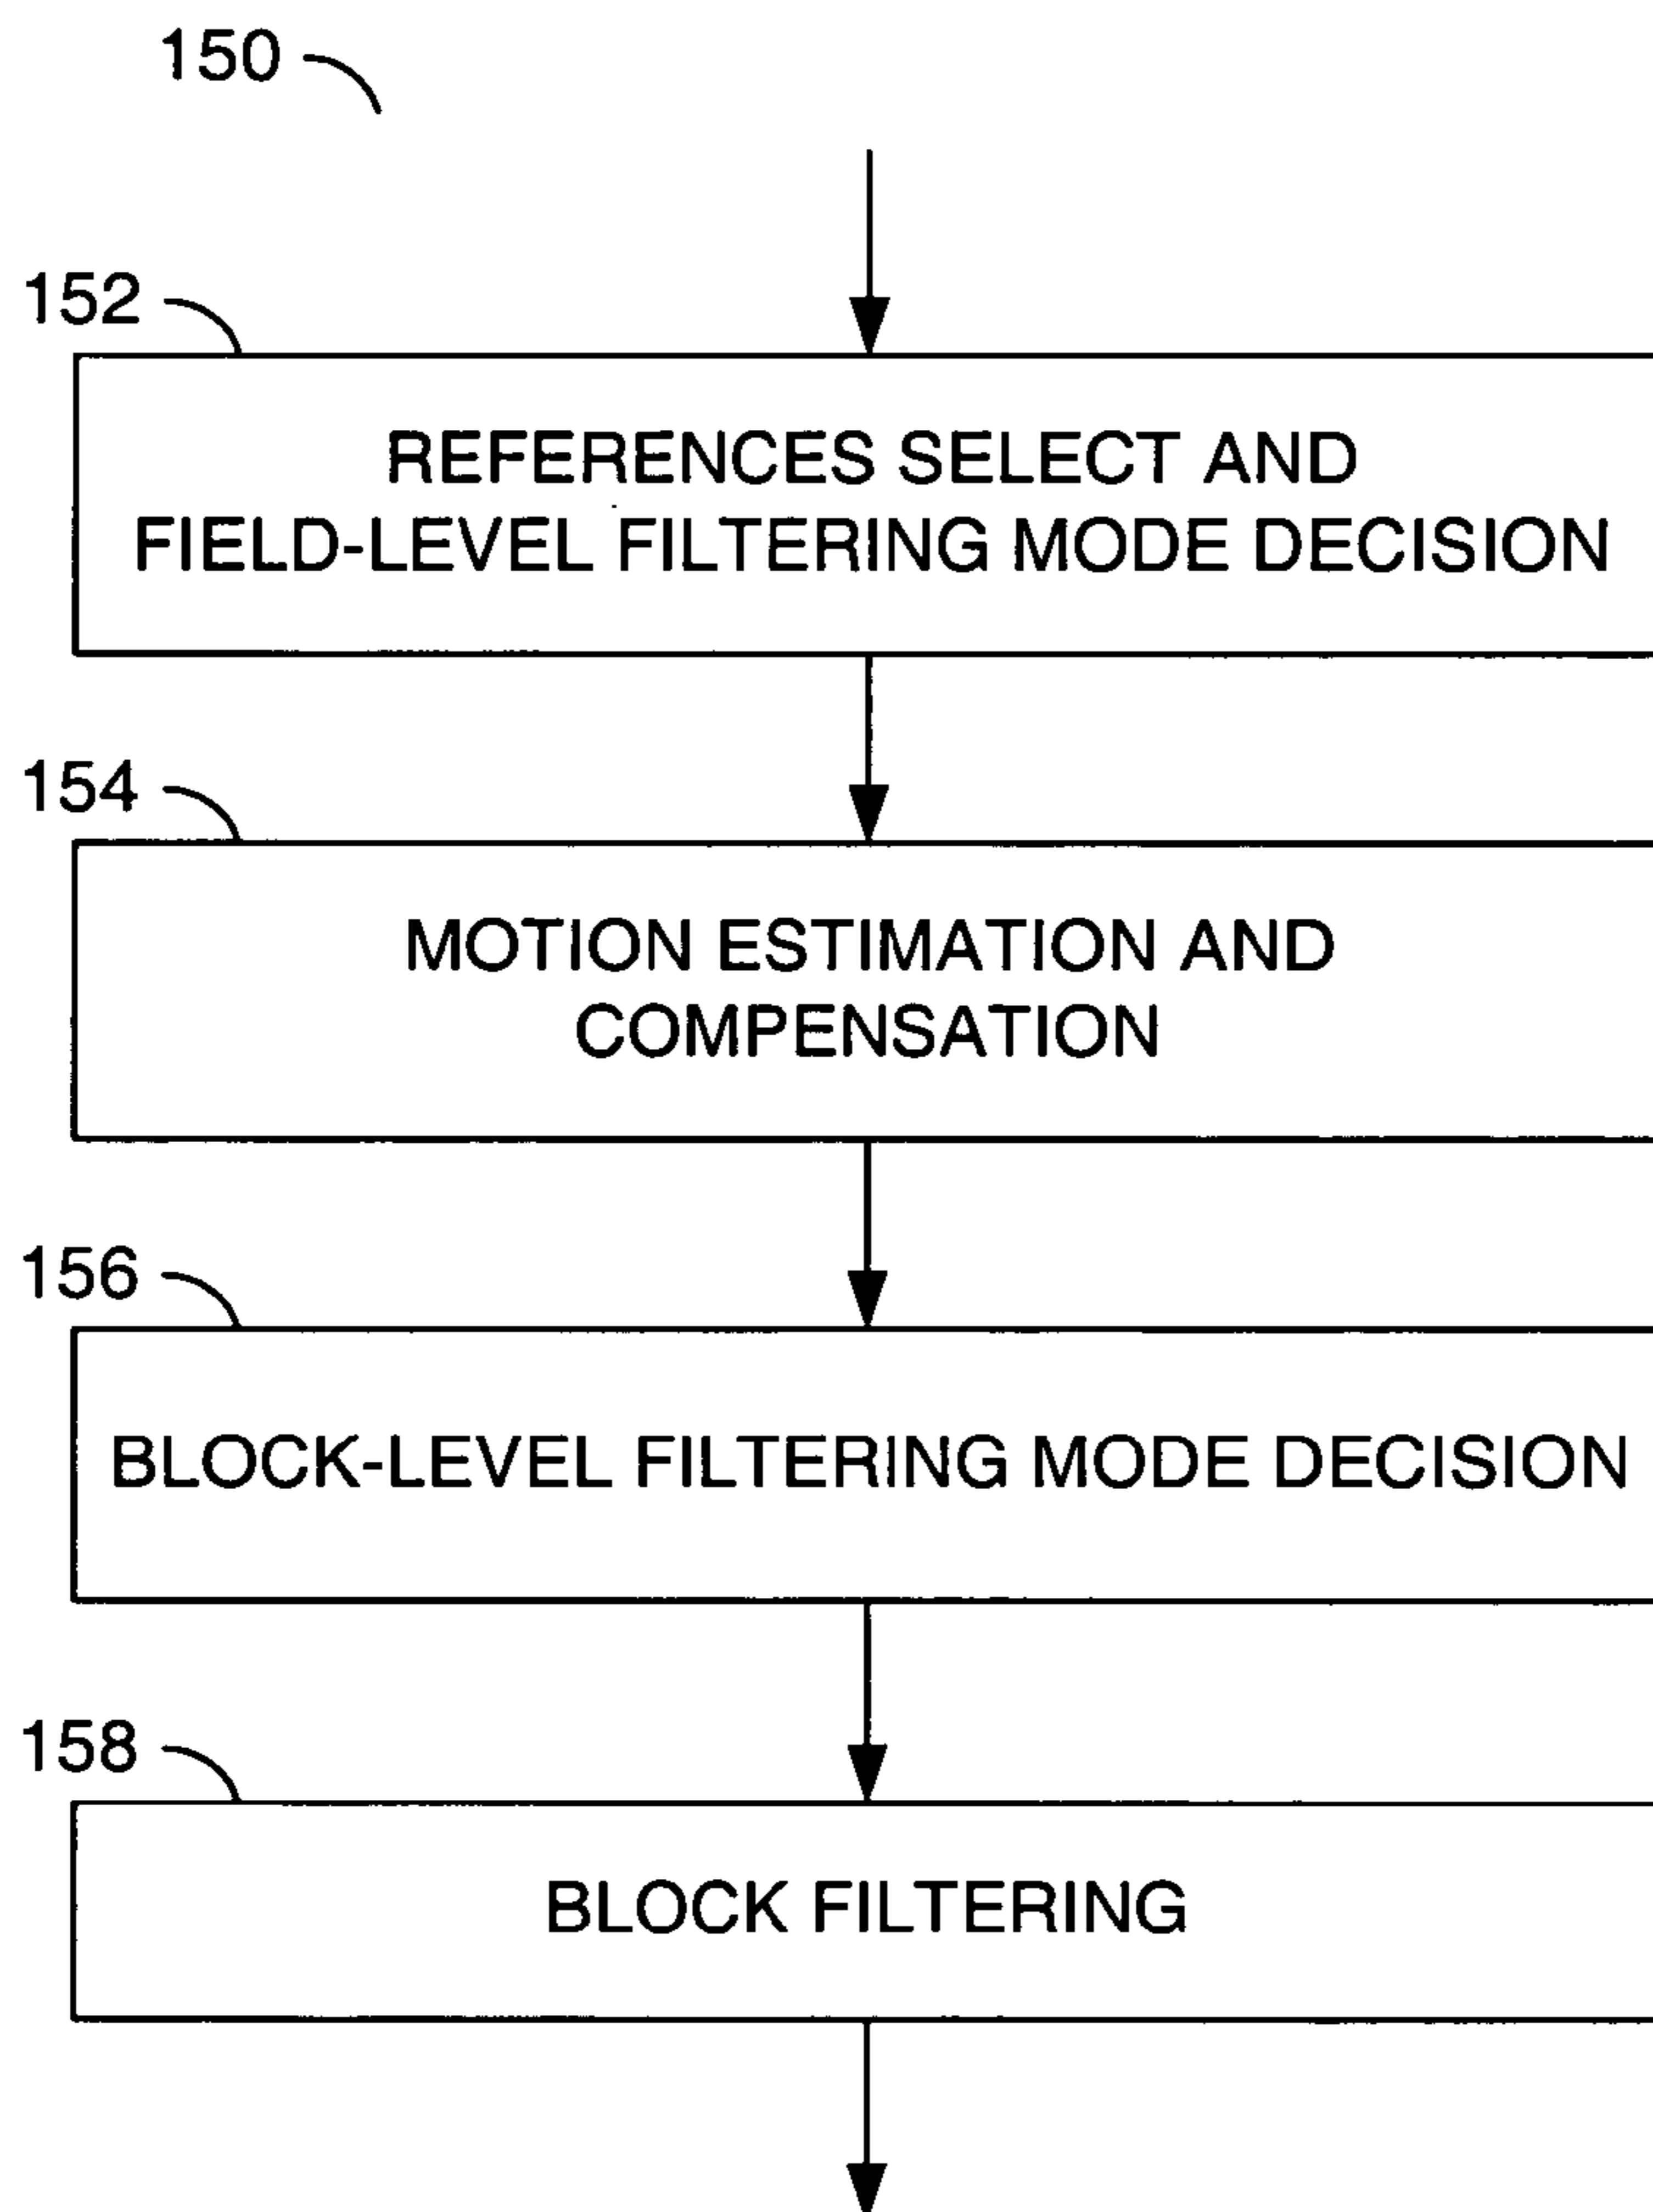 150
152
REFERENCES SELECT AND
FIELD-LEVEL FILTERING MODE DECISION
154
MOTION ESTIMATION AND
COMPENSATION
156
BLOCK-LEVEL FILTERING MODE DECISION
158
BLOCK FILTERING